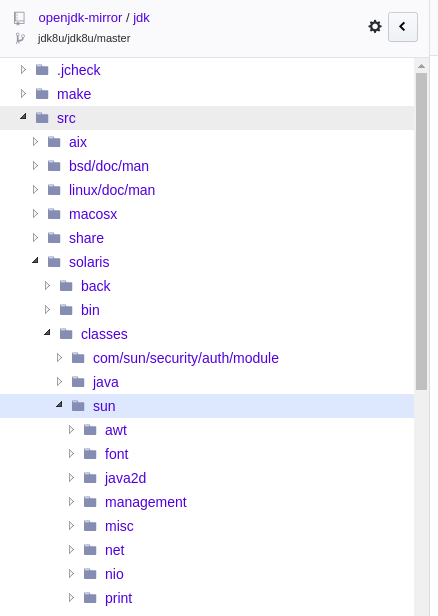 openjdk-mirror / jdk
jdk8u/jdk8u/master
.jcheck
make
src
aix
bsd/doc/man
linux/doc/man
macosx
share
solaris
back
bin
classes
com/sun/security/auth/module
java
sun
awt
font
java2d
management
misc
net
nio
print